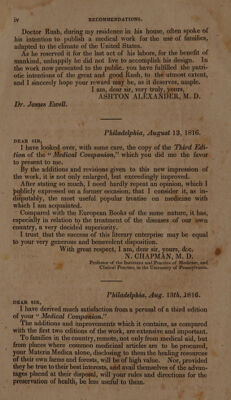 iv RECOMMENDATIONS.
Doctor Rush, during my residence in his house, often spoke of
his intention to publish a medical work for the use of families,
adapted to the climate of the United States.
As he reserved it for the last act of his labors, for the benefit of
mankind, unhappily he did not live to accomplish his design. In
the work now presented to the public, you have fulfilled the patri-
otic intentions of the great and good Rush, to the utmost extent,
and I sincerely hope your reward may be, as it deserves, ample.
I am, dear sir, very truly, yours,
ASHTON ALEXANDER, M. D.
Dr. James Ewell.
Philadelphia, August 13, 1816.
DEAR SIR,
I have looked over, with some care, the copy of the Third Edi-
tion of the "Medical Companion," which you did me the favor
to present to me.
By the additions and revisions given to this new impression of
the work, it is not only enlarged, but exceedingly improved.
After stating so much, I need hardly repeat an opinion, which I
publicly expressed on a former occasion, that I consider it, as in-
disputably, the most useful popular treatise on medicine with
which I am acquainted.
Compared with the European Books of the same nature, it has,
especially in relation to the treatment of the diseases of our own
country, a very decided superiority.
I trust that the success of this literary enterprize may be equal
to your very generous and benevolent disposition.
With great respect, I am, dear sir, yours, &c.
N. CHAPMAN, M. D.
Professor of the Institutes and Practice of Medicine, and
Clinical Practice, in the University of Pennsylvania.
Philadelphia, Aug. 13th, 1816.
DEAR SIR,
I have derived much satisfaction from a perusal of a third edition
of your "Medical Companion."
The additions and improvements which it contains, as compared
with the first two editions of the work, are extensive and important.
To families in the country, remote, not only from medical aid, but
from places where common medicinal articles are to be procured,
your Materia Medica alone, disclosing to them the healing resources
of their own farms and forests, will be of high value. Nor, provided
they be true to their best interests, and avail themselves of the advan-
tages placed at their disposal, will your rules and directions for the
preservation of health, be less useful to them.